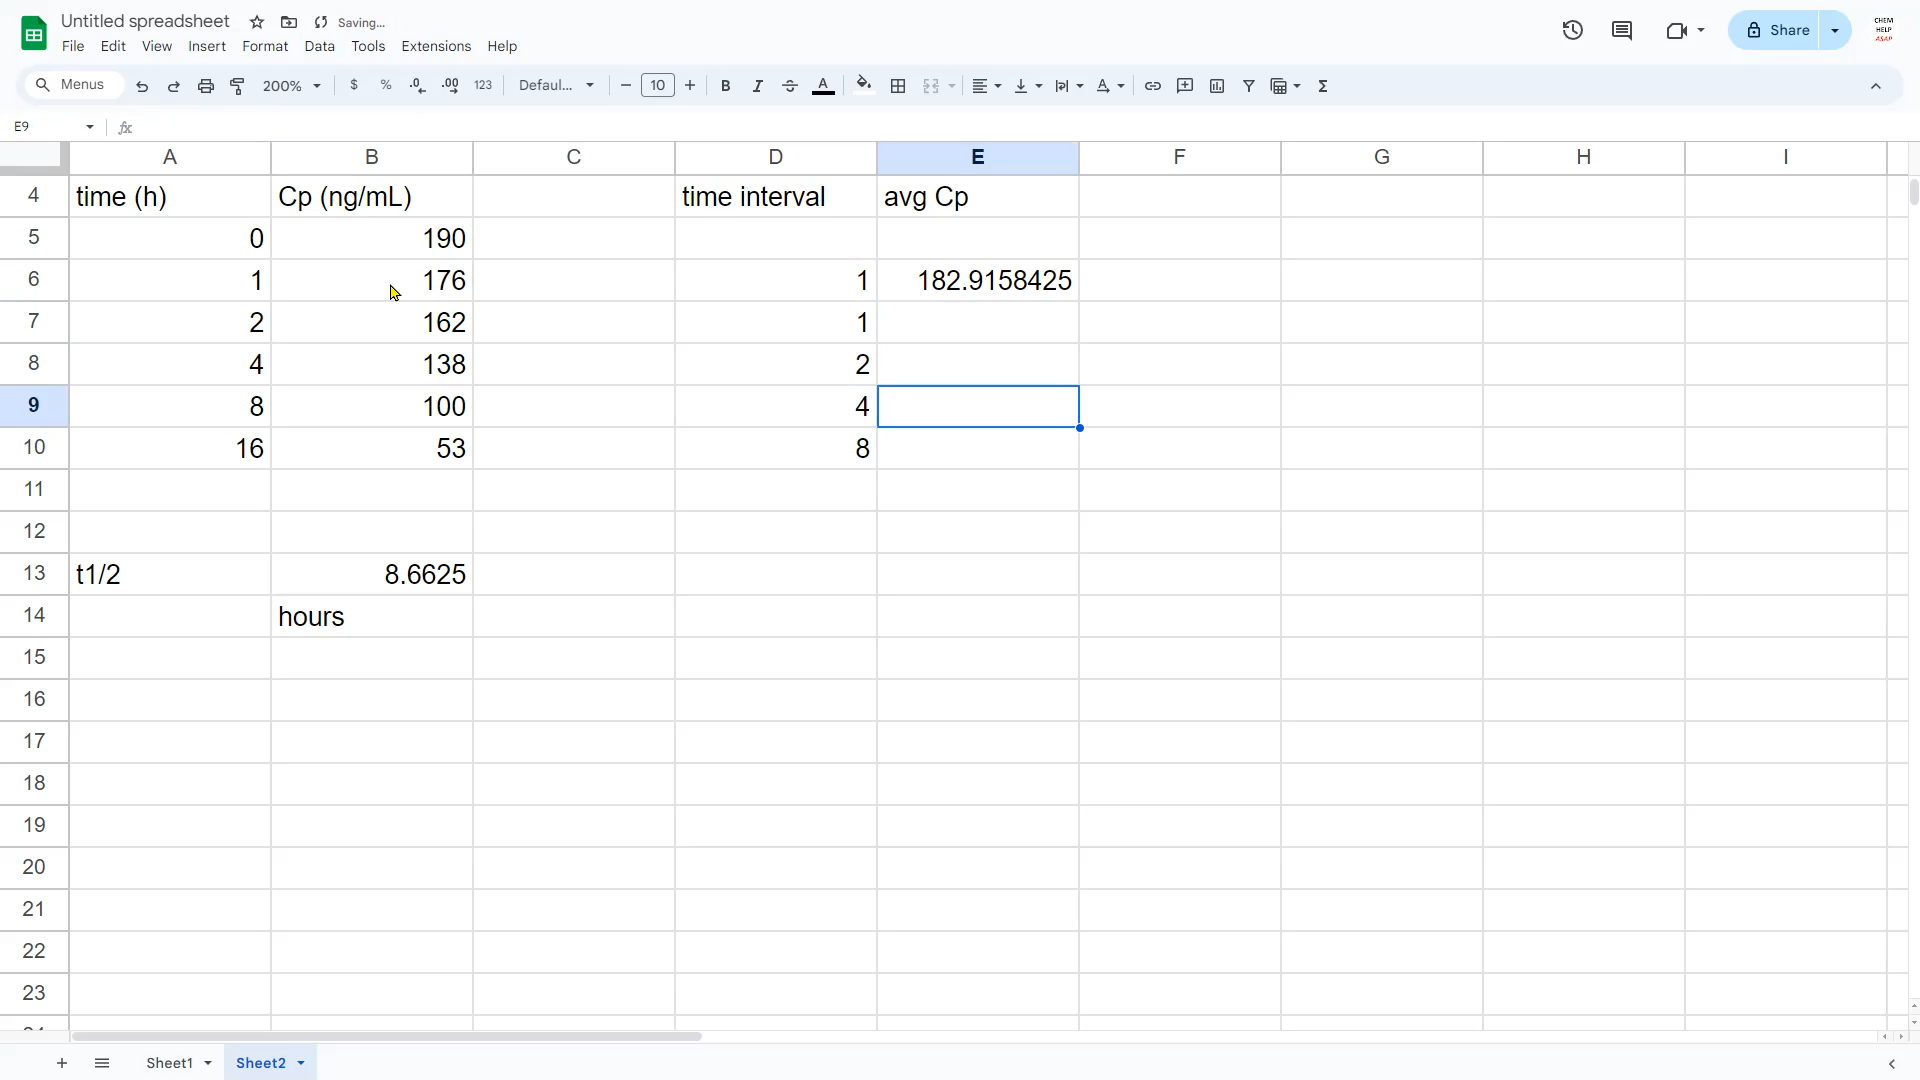 Untitled spreadsheet Saving...
File Edit View Insert Format Data Tools Extensions Help
Share
CHEM
HELP
ASAP
Menus 200% $ % .0 .00 123 Defaul... − 10 + B I A Σ
E9 fx
A B C D E F G H I
4 time (h) Cp (ng/mL) time interval avg Cp
5 0 190
6 1 176 1 182.9158425
7 2 162 1
8 4 138 2
9 8 100 4
10 16 53 8
11
12
13 t1/2 8.6625
14 hours
15
16
17
18
19
20
21
22
23
+ Sheet1 Sheet2